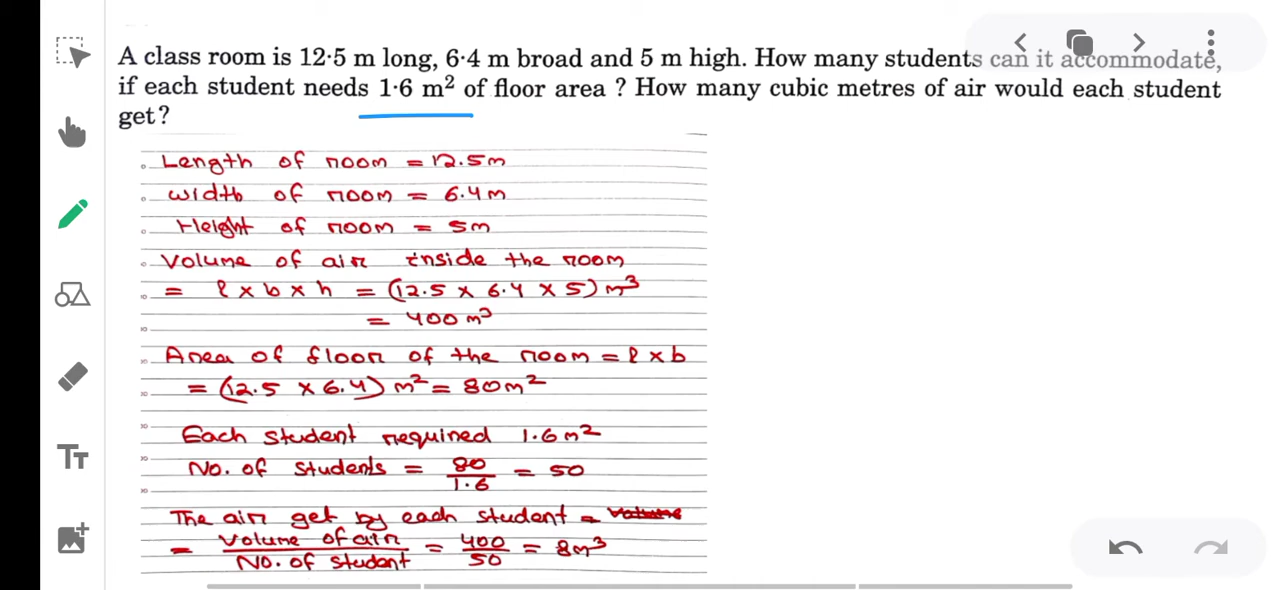 A class room is 12·5 m long, 6·4 m broad and 5 m high. How many students can it accommodate,
if each student needs 1·6 m² of floor area ? How many cubic metres of air would each student
get?
Length of room = 12.5m
width of room = 6.4m
Height of room = 5m
Volume of air inside the room
= l × b × h = (12.5 × 6.4 × 5) m³
= 400 m³
Area of floor of the room = l × b
= (12.5 × 6.4) m² = 80m²
Each student required 1.6m²
No. of students = 80/1.6 = 50
The air get by each student = volume
= Volume of air/No. of student = 400/50 = 8m³
Tт